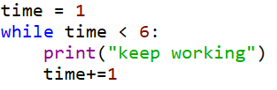 time = 1
while time < 6:
    print("keep working")
    time+=1